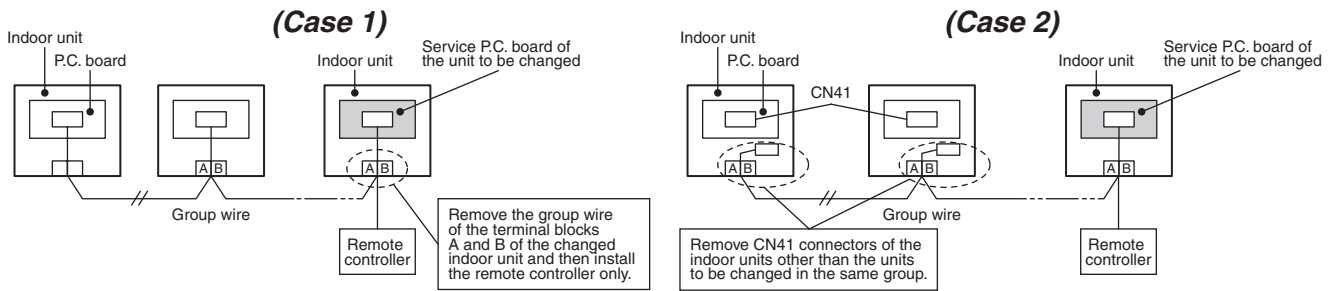 (Case 1)
Indoor unit
P.C. board
Indoor unit
Service P.C. board of
the unit to be changed
A B
A B
Group wire
Remote
controller
Remove the group wire
of the terminal blocks
A and B of the changed
indoor unit and then install
the remote controller only.
(Case 2)
Indoor unit
P.C. board
CN41
Indoor unit
Service P.C. board of
the unit to be changed
A B
A B
A B
Group wire
Remove CN41 connectors of the
indoor units other than the units
to be changed in the same group.
Remote
controller